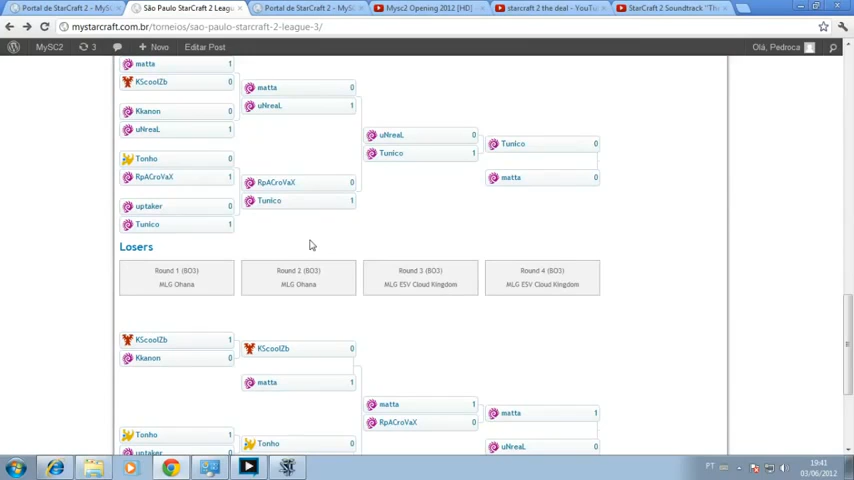 Portal de StarCraft 2 - MyS
São Paulo StarCraft 2 Leag
Portal de StarCraft 2 - MyS
Mysc2 Opening 2012 [HD]
starcraft 2 the deal - YouT
StarCraft 2 Soundtrack "Th
mystarcraft.com.br/torneios/sao-paulo-starcraft-2-league-3/
MySC2
3
Novo
Editar Post
Olá, Pedroca
matta 1
KScoolZb 0
Kkanon 0
uNreaL 1
Tonho 0
RpACroVaX 1
uptaker 0
Tunico 1
matta 0
uNreaL 1
RpACroVaX 0
Tunico 1
uNreaL 0
Tunico 1
Tunico 0
matta 0
Losers
Round 1 (BO3)
MLG Ohana
Round 2 (BO3)
MLG Ohana
Round 3 (BO3)
MLG ESV Cloud Kingdom
Round 4 (BO3)
MLG ESV Cloud Kingdom
KScoolZb 1
Kkanon 0
Tonho 1
uptaker 0
KScoolZb 0
matta 1
Tonho 0
matta 1
RpACroVaX 0
matta 1
uNreaL 0
PT
19:41
03/06/2012